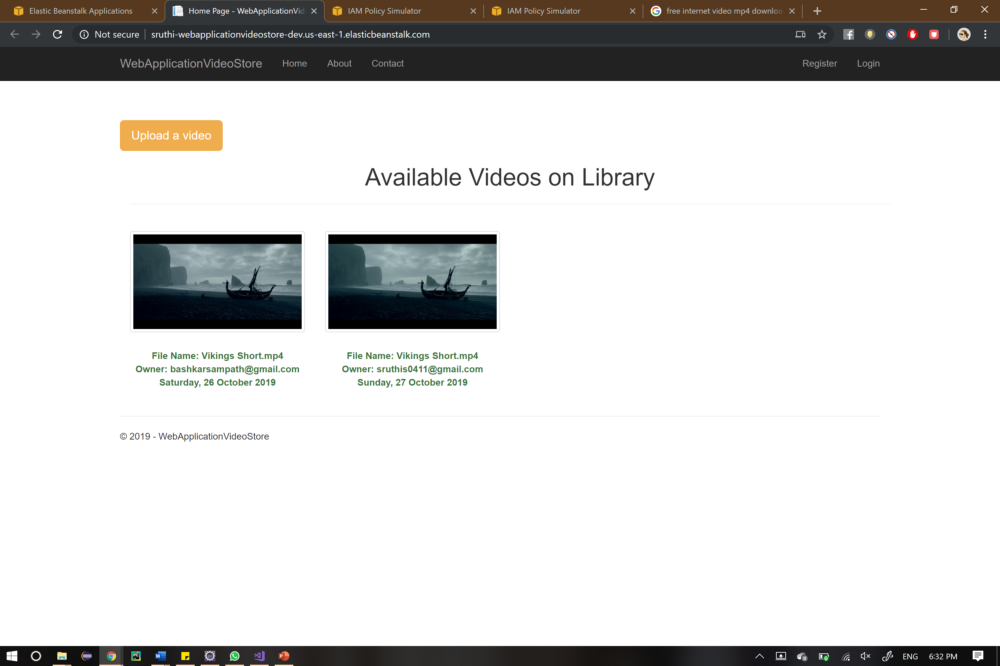 Elastic Beanstalk Applications
Home Page - WebApplicationVid
IAM Policy Simulator
IAM Policy Simulator
free internet video mp4 downloa
Not secure
sruthi-webapplicationvideostore-dev.us-east-1.elasticbeanstalk.com
WebApplicationVideoStore Home About Contact Register Login
Upload a video
Available Videos on Library
File Name: Vikings Short.mp4
Owner: bashkarsampath@gmail.com
Saturday, 26 October 2019
File Name: Vikings Short.mp4
Owner: sruthis0411@gmail.com
Sunday, 27 October 2019
© 2019 - WebApplicationVideoStore
ENG 6:32 PM